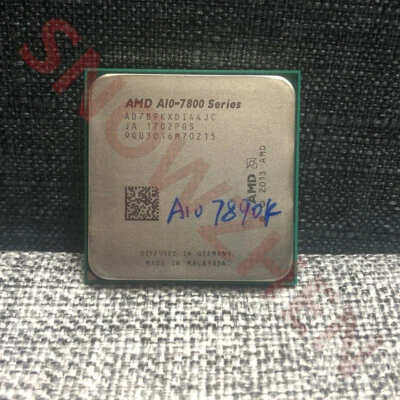 AMD A10-7800 Series
AD789KXDI44JC
JA 1702PGS
9GU3016M70215
AMD
© 2013 AMD
A10 7890K
DIFFUSED IN GERMANY
MADE IN MALAYSIA